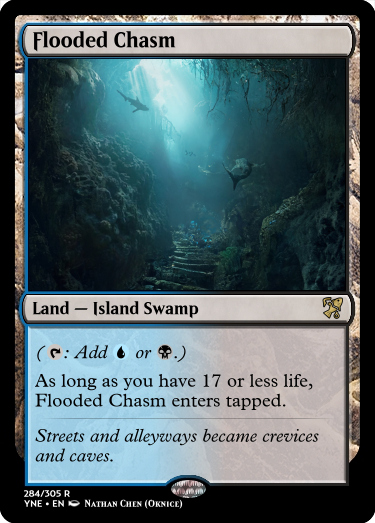 Flooded Chasm
Land — Island Swamp
( : Add or .)
As long as you have 17 or less life,
Flooded Chasm enters tapped.
Streets and alleyways became crevices
and caves.
284/305 R
YNE • EN Nathan Chen (Oknice)